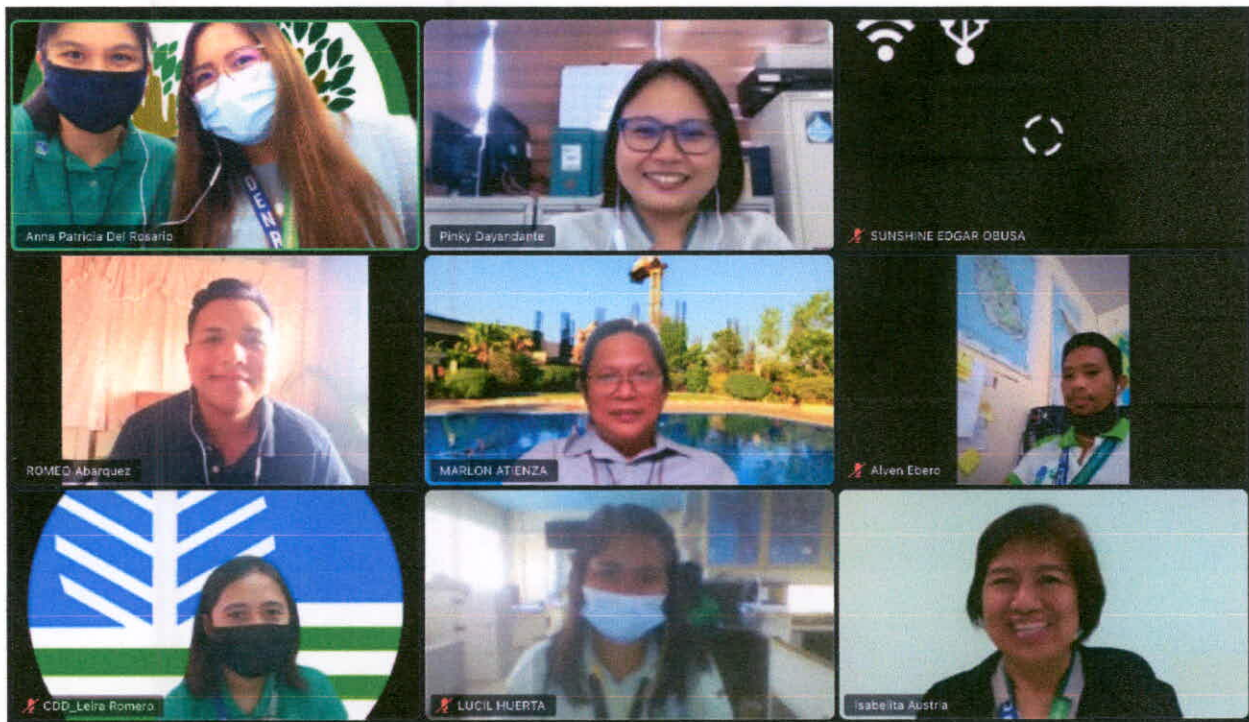 DENR
Anna Patricia Del Rosario
Pinky Dayandante
SUNSHINE EDGAR OBUSA
ROMEO Abarquez
MARLON ATIENZA
Alven Ebero
CDD_Leira Romero
LUCIL HUERTA
Isabelita Austria